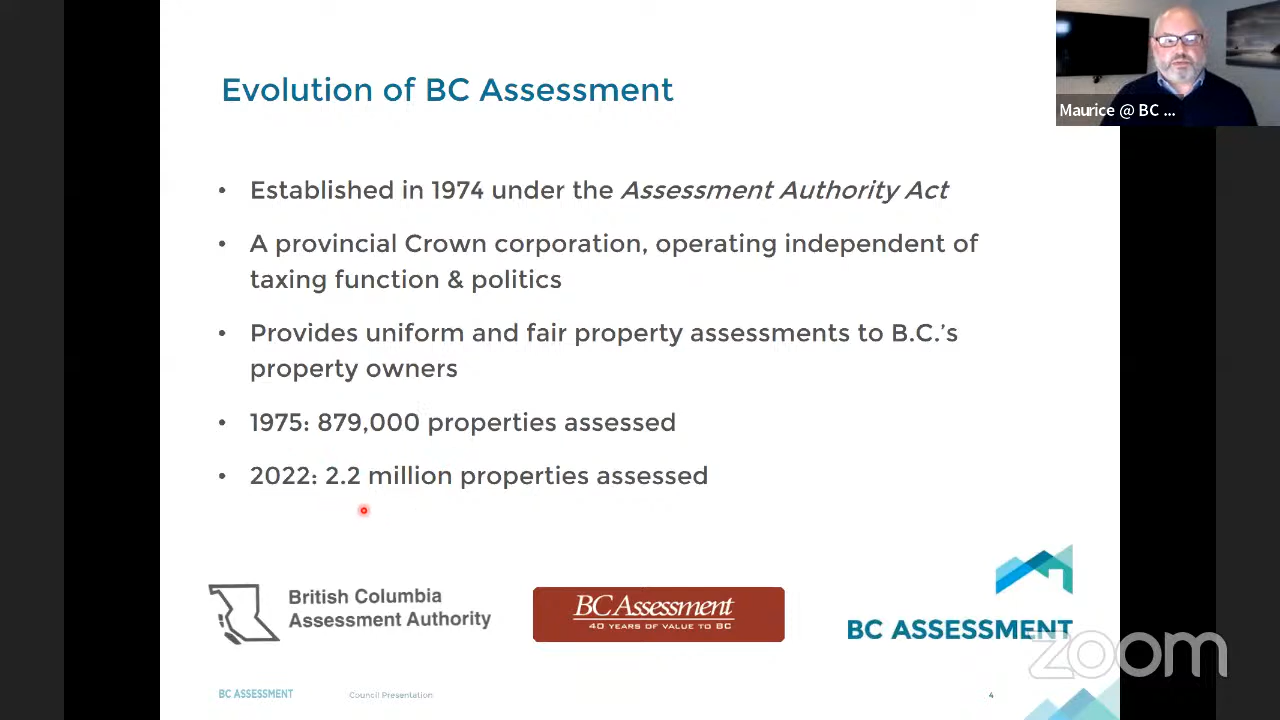 Evolution of BC Assessment
Maurice @ BC ...
• Established in 1974 under the Assessment Authority Act
• A provincial Crown corporation, operating independent of
taxing function & politics
• Provides uniform and fair property assessments to B.C.'s
property owners
• 1975: 879,000 properties assessed
• 2022: 2.2 million properties assessed
British Columbia
Assessment Authority
BC Assessment
40 YEARS OF VALUE TO BC
BC ASSESSMENT
zoom
BC ASSESSMENT
Council Presentation
4